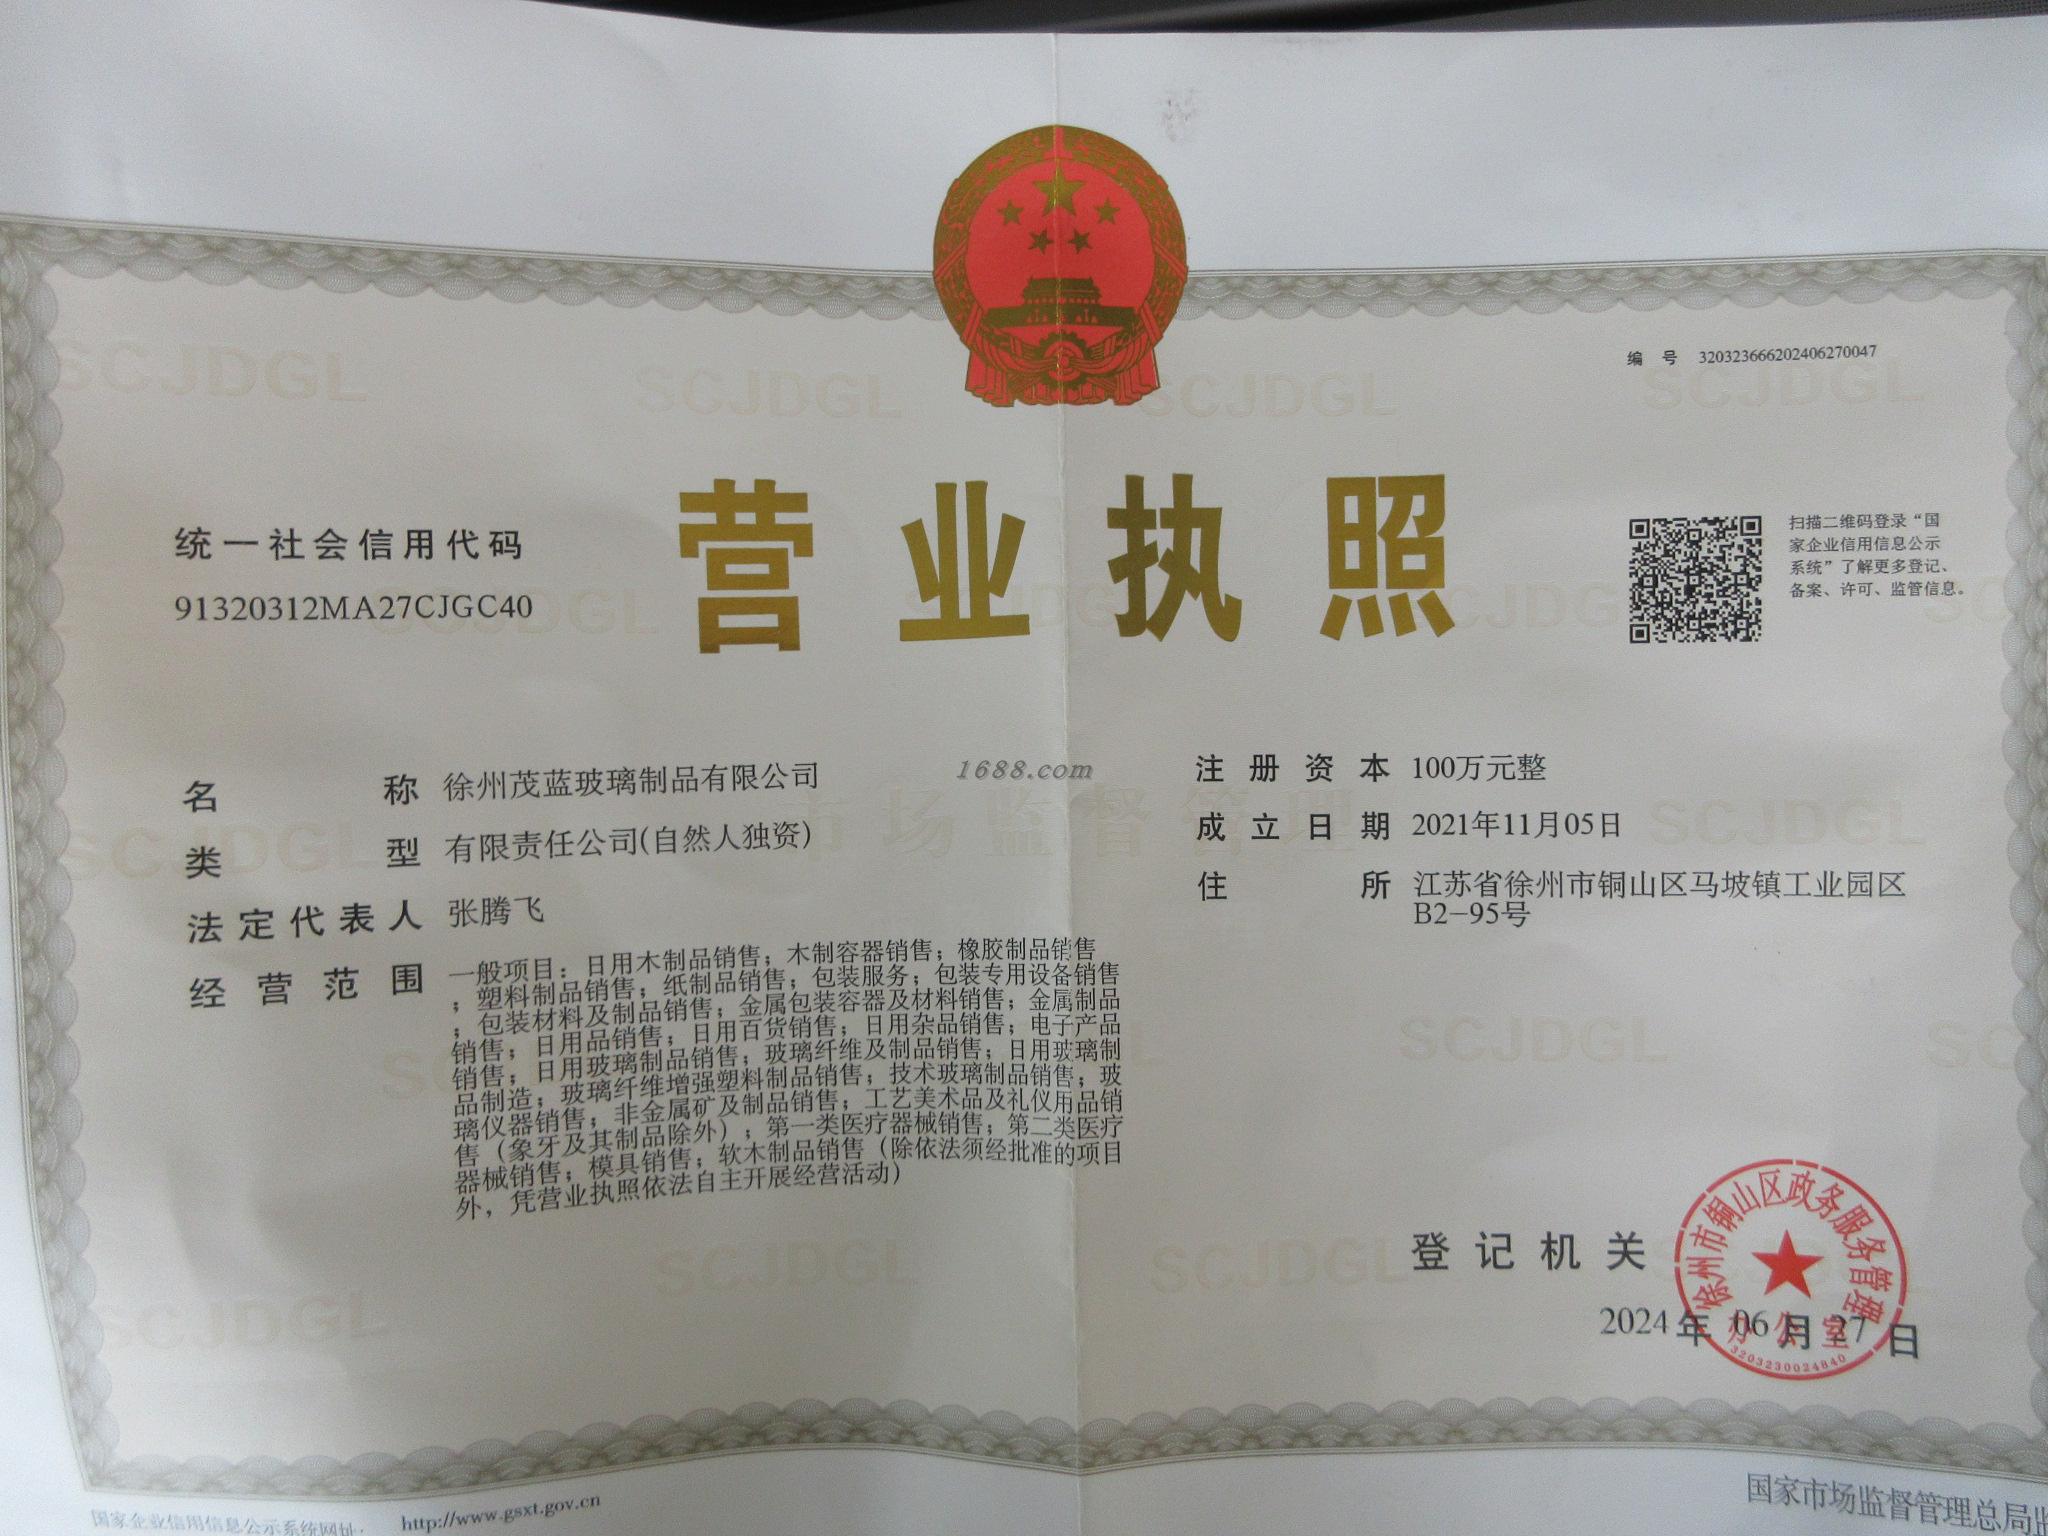 编 号 320323666202406270047
营业执照
统一社会信用代码
91320312MA27CJGC40
扫描二维码登录“国
家企业信用信息公示
系统”了解更多登记、
备案、许可、监管信息。
1688.com
名 称 徐州茂蓝玻璃制品有限公司
类 型 有限责任公司(自然人独资)
法定代表人 张腾飞
经营范围 一般项目：日用木制品销售；木制容器销售；橡胶制品销售
；塑料制品销售；纸制品销售；包装服务；包装专用设备销售
；包装材料及制品销售；金属包装容器及材料销售；金属制品
销售；日用品销售；日用百货销售；日用杂品销售；电子产品
销售；日用玻璃制品销售；玻璃纤维及制品销售；日用玻璃制
品制造；玻璃纤维增强塑料制品销售；技术玻璃制品销售；玻
璃仪器销售；非金属矿及制品销售；工艺美术品及礼仪用品销
售（象牙及其制品除外）；第一类医疗器械销售；第二类医疗
器械销售；模具销售；软木制品销售（除依法须经批准的项目
外，凭营业执照依法自主开展经营活动）
注册资本 100万元整
成立日期 2021年11月05日
住 所 江苏省徐州市铜山区马坡镇工业园区
B2-95号
市场监督管理
SCJDGL
登记机关
徐州市铜山区政务服务管理
办公室
3203230024840
2024年06月27日
国家企业信用信息公示系统网址： http://www.gsxt.gov.cn
国家市场监督管理总局监